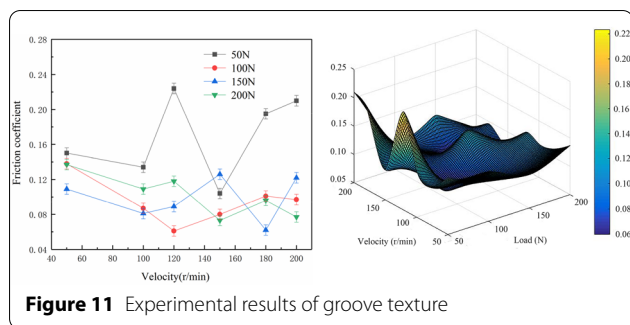 0.28
0.24
0.20
0.16
0.12
0.08
0.04
Friction coefficient
50N
100N
150N
200N
40 60 80 100 120 140 160 180 200
Velocity(r/min)
0.25
0.20
0.15
0.10
0.05
200
150
100
50
Velocity (r/min)
50
100
150
200
Load (N)
0.22
0.20
0.18
0.16
0.14
0.12
0.10
0.08
0.06
Figure 11 Experimental results of groove texture